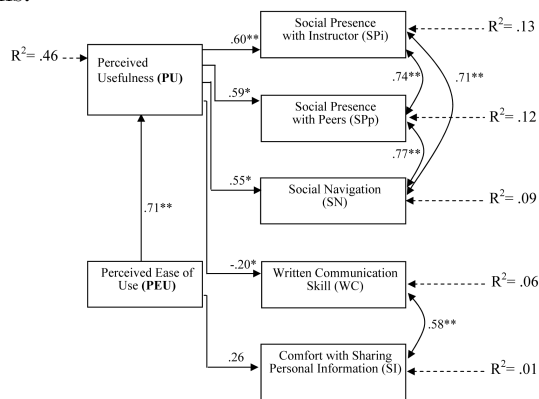 Social Presence
with Instructor (SPi)
R²= .13
.60**
R²= .46
Perceived
Usefulness (PU)
.74**
.71**
.59*
Social Presence
with Peers (SPp)
R²= .12
.77**
.55*
Social Navigation
(SN)
R²= .09
.71**
Perceived Ease of
Use (PEU)
-.20*
Written Communication
Skill (WC)
R²= .06
.58**
.26
Comfort with Sharing
Personal Information (SI)
R²= .01